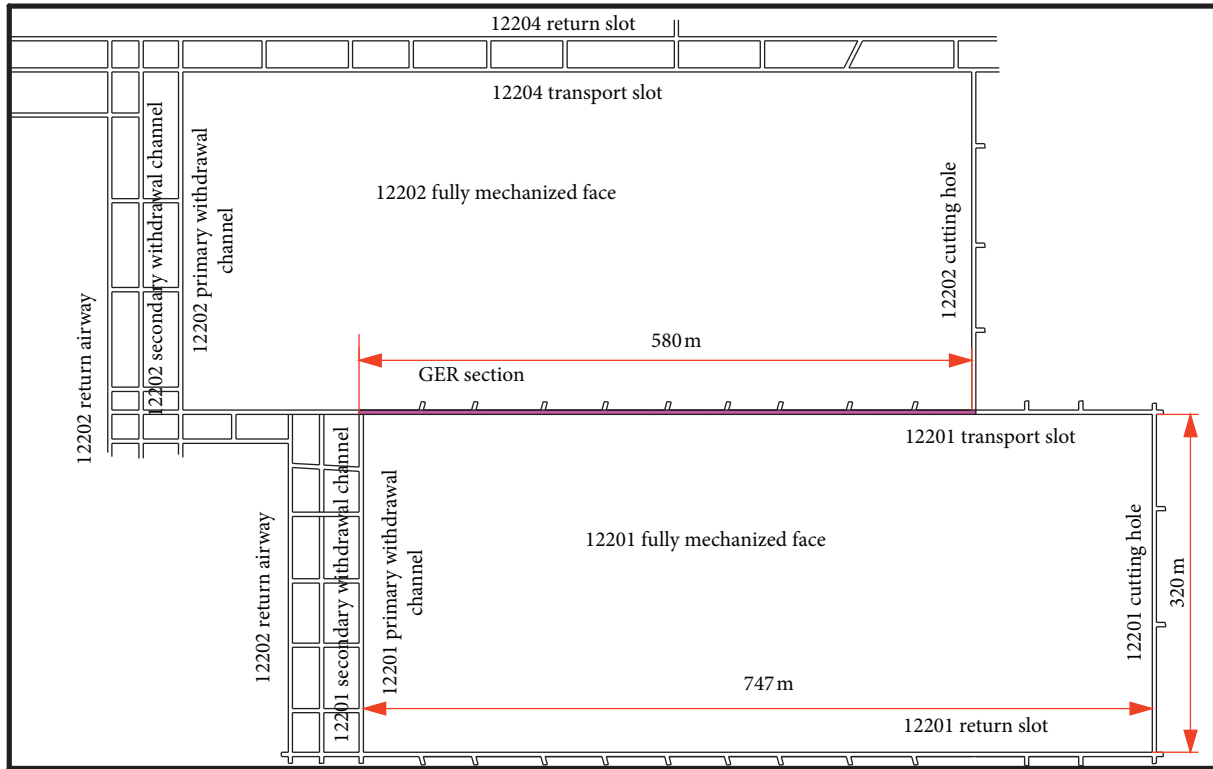 12204 return slot
12204 transport slot
12202 fully mechanized face
12202 return airway
12202 secondary withdrawal channel
12202 primary withdrawal
channel
12202 cutting hole
580 m
GER section
12201 transport slot
12202 return airway
12201 secondary withdrawal channel
12201 primary withdrawal
channel
12201 fully mechanized face
12201 cutting hole
320 m
747 m
12201 return slot